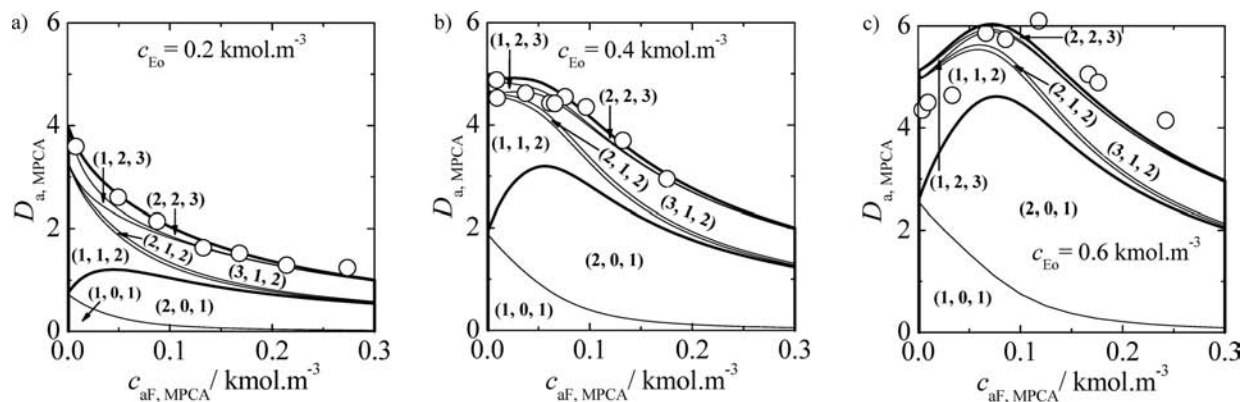 a)
6
4
2
0
D_a, MPCA
c_Eo = 0.2 kmol.m⁻³
(1, 2, 3)
(2, 2, 3)
(2, 1, 2)
(1, 1, 2)
(3, 1, 2)
(1, 0, 1)
(2, 0, 1)
0.0 0.1 0.2 0.3
c_aF, MPCA / kmol.m⁻³
b)
6
4
2
0
D_a, MPCA
(1, 2, 3)
c_Eo = 0.4 kmol.m⁻³
(2, 2, 3)
(1, 1, 2)
(2, 1, 2)
(3, 1, 2)
(2, 0, 1)
(1, 0, 1)
0.0 0.1 0.2 0.3
c_aF, MPCA / kmol.m⁻³
c)
6
4
2
0
D_a, MPCA
(2, 2, 3)
(1, 1, 2)
(2, 1, 2)
(3, 1, 2)
(1, 2, 3)
(2, 0, 1)
c_Eo = 0.6 kmol.m⁻³
(1, 0, 1)
0.0 0.1 0.2 0.3
c_aF, MPCA / kmol.m⁻³